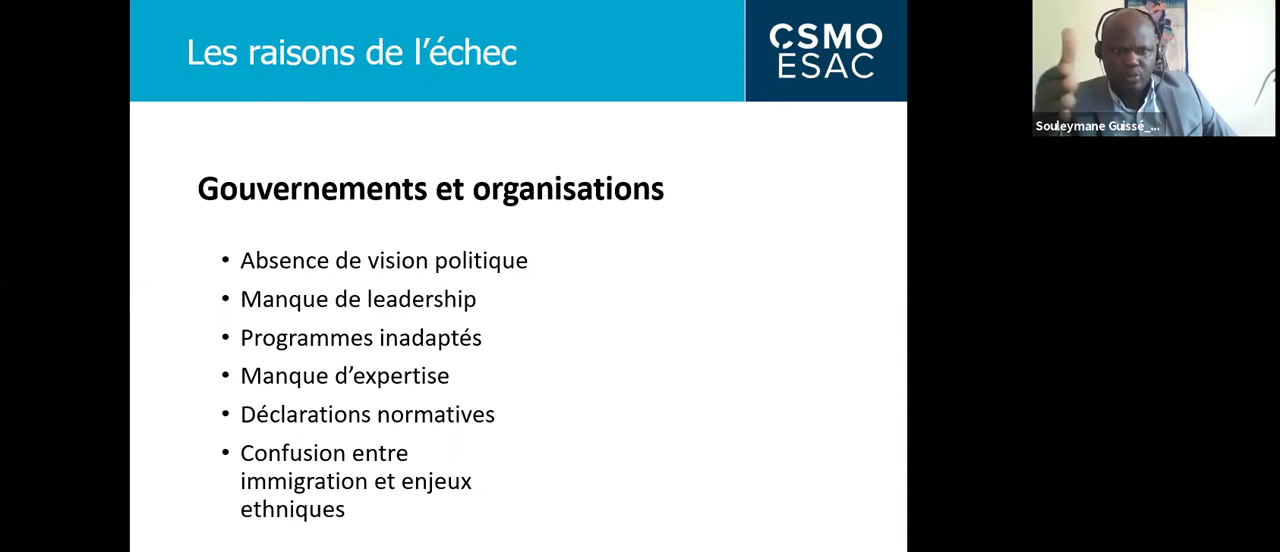 Les raisons de l’échec
CSMO
ÉSAC
Souleymane Guissé_...
Gouvernements et organisations
• Absence de vision politique
• Manque de leadership
• Programmes inadaptés
• Manque d’expertise
• Déclarations normatives
• Confusion entre
immigration et enjeux
ethniques